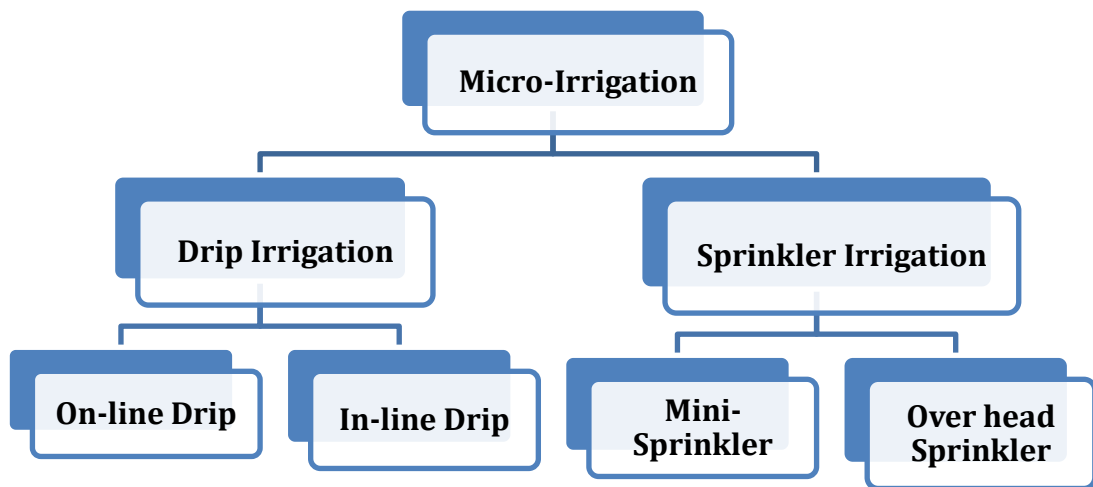 Micro-Irrigation
Drip Irrigation
Sprinkler Irrigation
On-line Drip
In-line Drip
Mini-
Sprinkler
Over head
Sprinkler